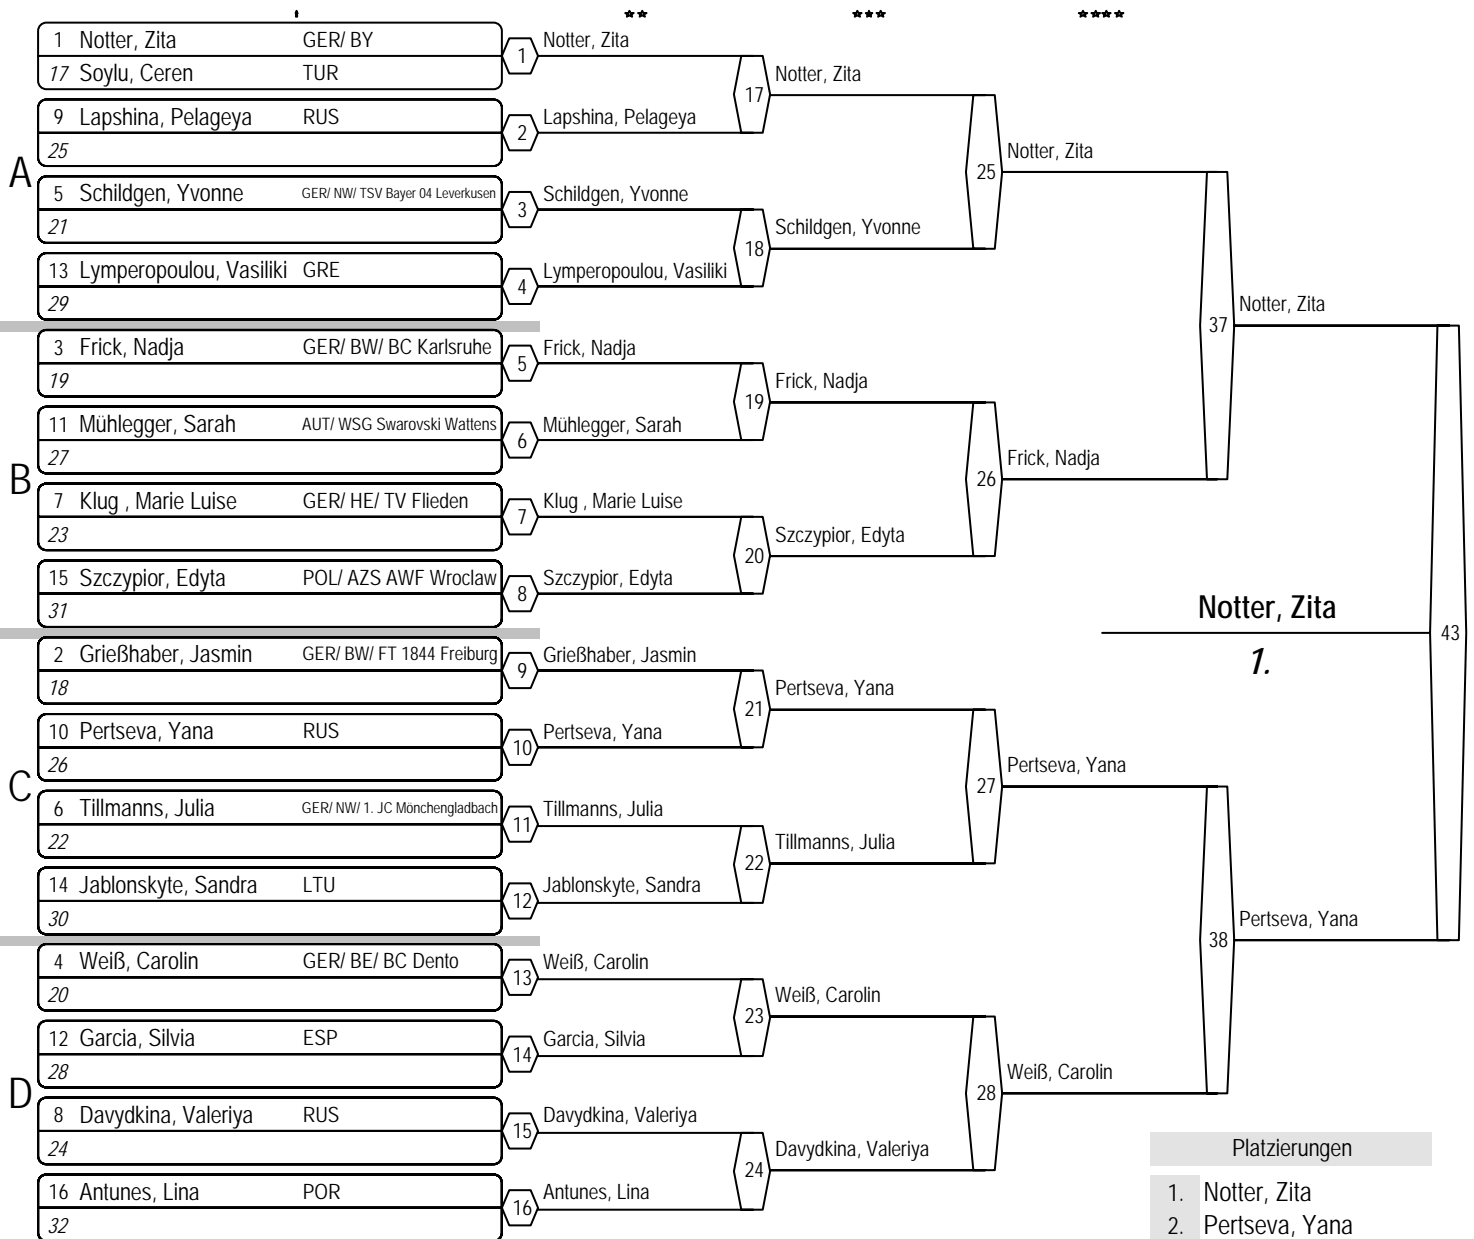 * ** *** ****
A
1 Notter, Zita GER/ BY
17 Soylu, Ceren TUR
9 Lapshina, Pelageya RUS
25
5 Schildgen, Yvonne GER/ NW/ TSV Bayer 04 Leverkusen
21
13 Lymperopoulou, Vasiliki GRE
29
B
3 Frick, Nadja GER/ BW/ BC Karlsruhe
19
11 Mühlegger, Sarah AUT/ WSG Swarovski Wattens
27
7 Klug , Marie Luise GER/ HE/ TV Flieden
23
15 Szczypior, Edyta POL/ AZS AWF Wroclaw
31
C
2 Grießhaber, Jasmin GER/ BW/ FT 1844 Freiburg
18
10 Pertseva, Yana RUS
26
6 Tillmanns, Julia GER/ NW/ 1. JC Mönchengladbach
22
14 Jablonskyte, Sandra LTU
30
D
4 Weiß, Carolin GER/ BE/ BC Dento
20
12 Garcia, Silvia ESP
28
8 Davydkina, Valeriya RUS
24
16 Antunes, Lina POR
32
1 Notter, Zita
2 Lapshina, Pelageya
3 Schildgen, Yvonne
4 Lymperopoulou, Vasiliki
5 Frick, Nadja
6 Mühlegger, Sarah
7 Klug , Marie Luise
8 Szczypior, Edyta
9 Grießhaber, Jasmin
10 Pertseva, Yana
11 Tillmanns, Julia
12 Jablonskyte, Sandra
13 Weiß, Carolin
14 Garcia, Silvia
15 Davydkina, Valeriya
16 Antunes, Lina
17 Notter, Zita
18 Schildgen, Yvonne
19 Frick, Nadja
20 Szczypior, Edyta
21 Pertseva, Yana
22 Tillmanns, Julia
23 Weiß, Carolin
24 Davydkina, Valeriya
25 Notter, Zita
26 Frick, Nadja
27 Pertseva, Yana
28 Weiß, Carolin
37 Notter, Zita
38 Pertseva, Yana
43
Notter, Zita
1.
Platzierungen
1. Notter, Zita
2. Pertseva, Yana